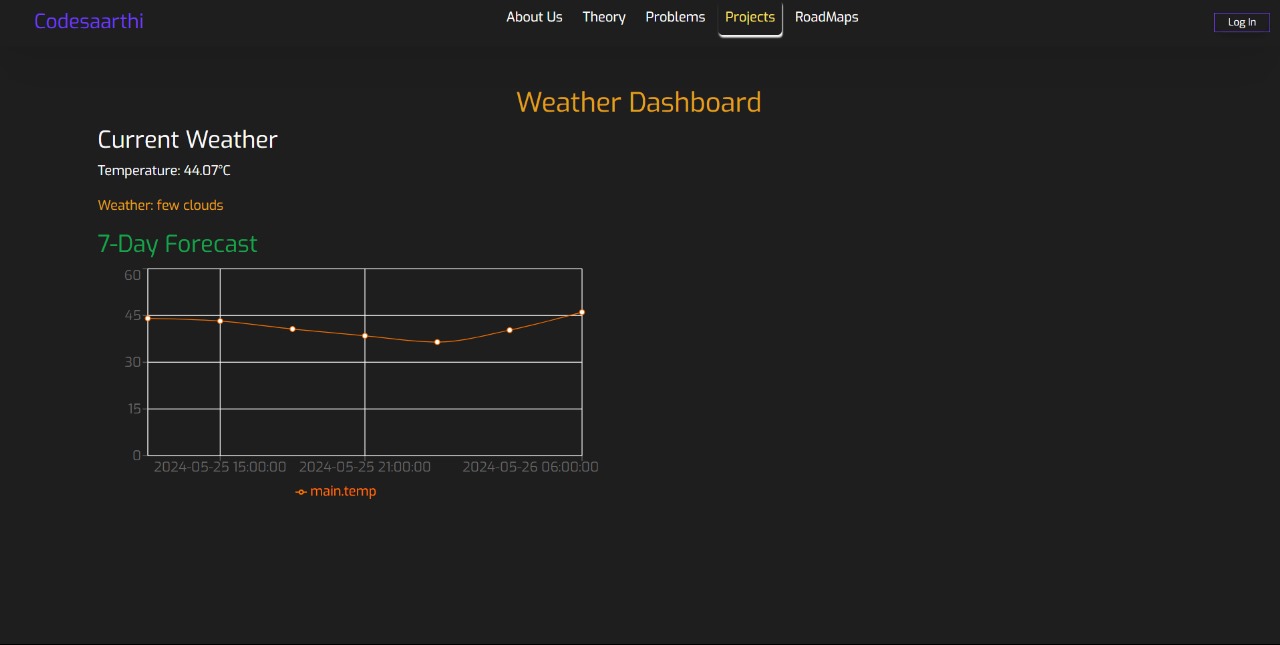 Codesaarthi
About Us Theory Problems Projects RoadMaps
Log In
Weather Dashboard
Current Weather
Temperature: 44.07°C
Weather: few clouds
7-Day Forecast
60
45
30
15
0
2024-05-25 15:00:00 2024-05-25 21:00:00 2024-05-26 06:00:00
main.temp